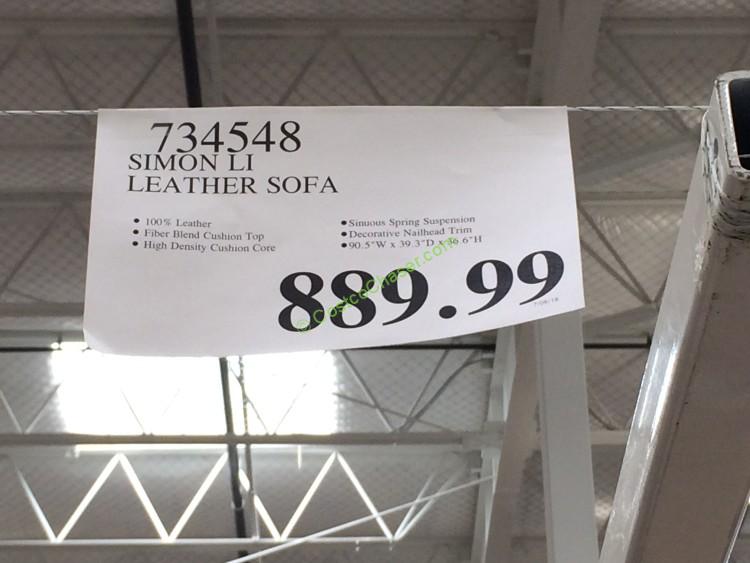 734548
SIMON LI
LEATHER SOFA
• 100% Leather
• Fiber Blend Cushion Top
• High Density Cushion Core
• Sinuous Spring Suspension
• Decorative Nailhead Trim
• 90.5"W x 39.3"D x 36.6"H
889.99
© CostcoChaser.com